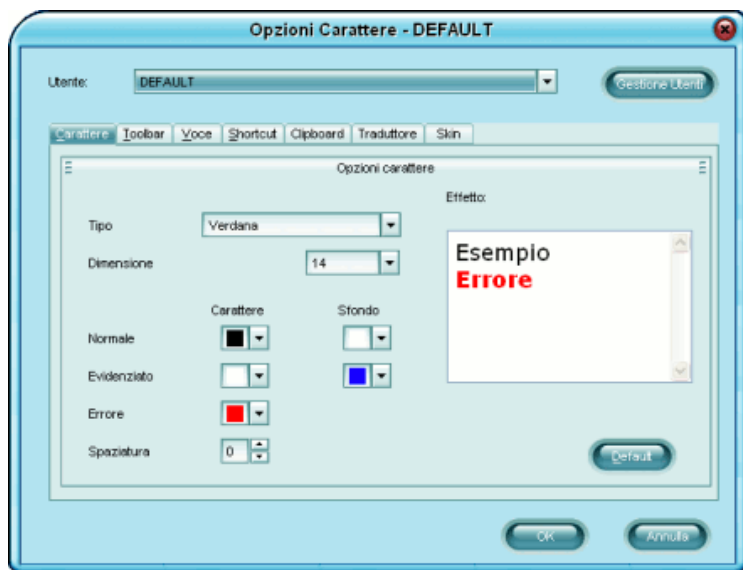 Opzioni Carattere - DEFAULT
Utente: DEFAULT Gestione Utenti
Carattere Toolbar Voce Shortcut Clipboard Traduttore Skin
Opzioni carattere
Effetto:
Tipo Verdana
Esempio
Dimensione 14
Errore
Carattere Sfondo
Normale
Evidenziato
Errore
Spaziatura 0
Default
OK Annulla